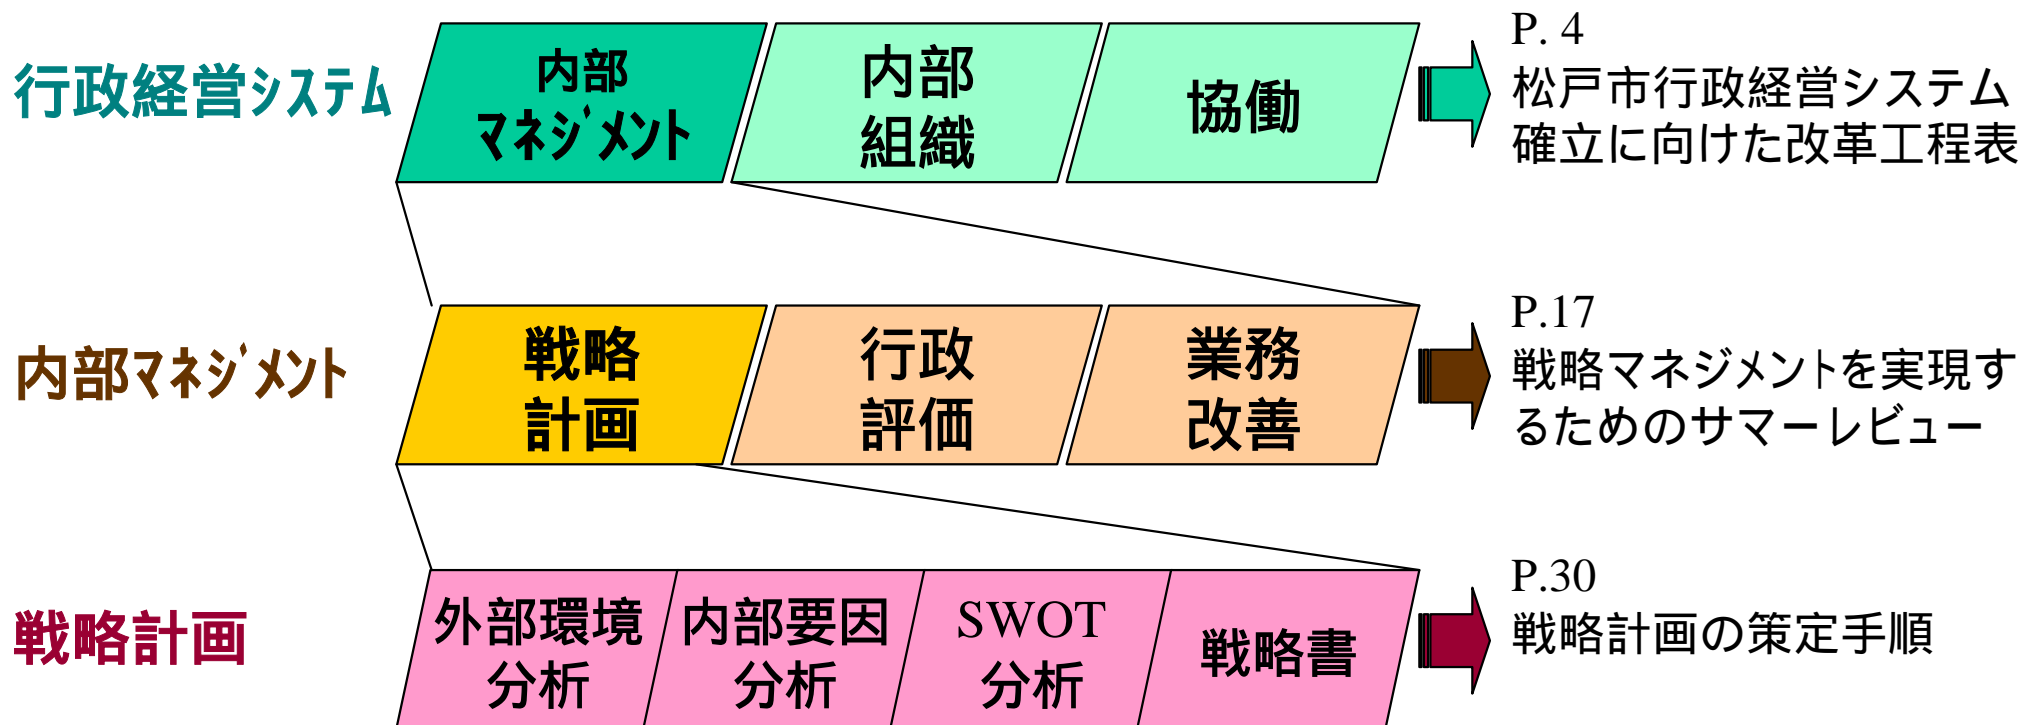 行政経営ｼｽﾃﾑ
内部
ﾏﾈｼﾞﾒﾝﾄ
内部
組織
協働
P. 4
松戸市行政経営システム
確立に向けた改革工程表
内部ﾏﾈｼﾞﾒﾝﾄ
戦略
計画
行政
評価
業務
改善
P.17
戦略マネジメントを実現す
るためのサマーレビュー
戦略計画
外部環境
分析
内部要因
分析
SWOT
分析
戦略書
P.30
戦略計画の策定手順